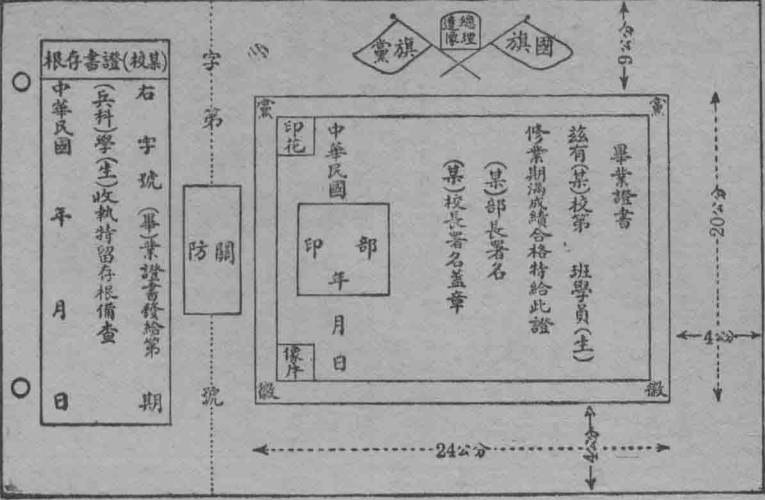 國旗
總理遺像
黨旗
9公分
黨
黨
畢業證書
茲有(某)校第　班學員(生)
修業期滿成績合格特給此證
(某)部長署名
(某)校長署名蓋章
中華民國　年　月　日
部印
印花
像片
徽
徽
20公分
4公分
24公分
4公分
字第　號
關防
(某校)證書存根
右　字　號　(畢)業證書發給第　期
(兵科)學(生)收執特留存根備查
中華民國　年　月　日